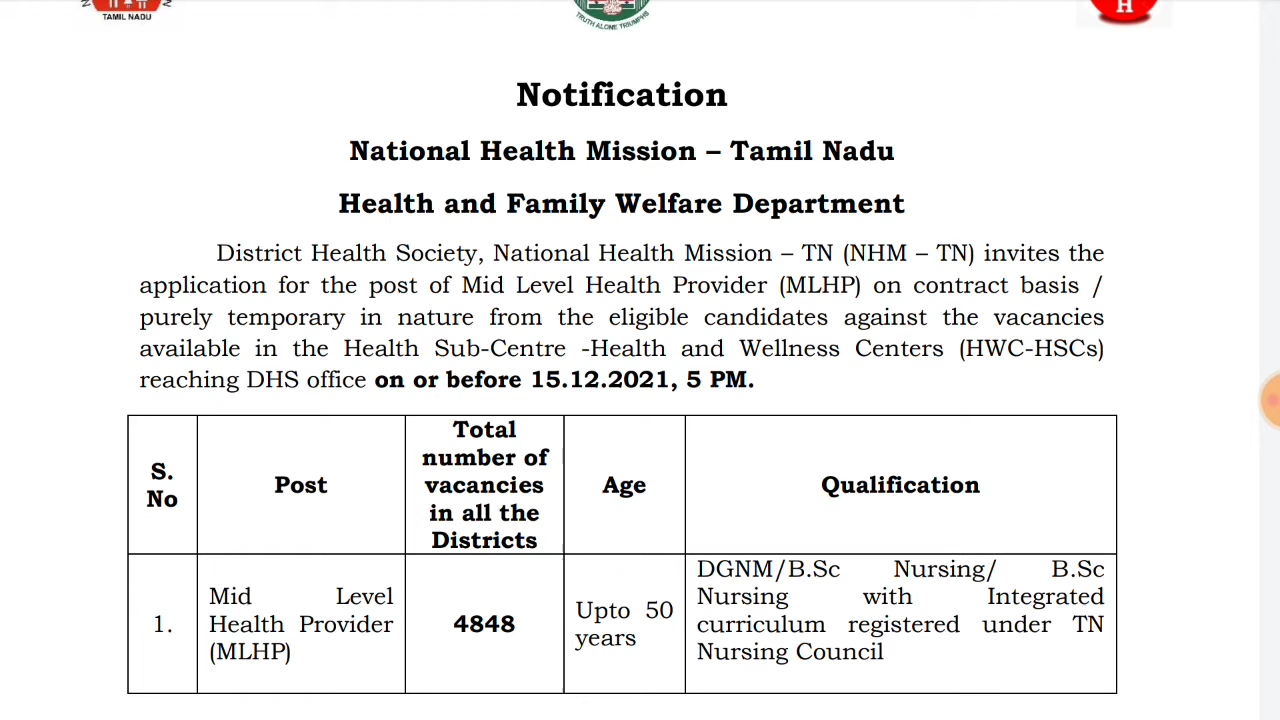 TAMIL NADU
TRUTH ALONE TRIUMPHS
H
Notification
National Health Mission – Tamil Nadu
Health and Family Welfare Department
District Health Society, National Health Mission – TN (NHM – TN) invites the
application for the post of Mid Level Health Provider (MLHP) on contract basis /
purely temporary in nature from the eligible candidates against the vacancies
available in the Health Sub-Centre -Health and Wellness Centers (HWC-HSCs)
reaching DHS office on or before 15.12.2021, 5 PM.
S.
No
Post
Total
number of
vacancies
in all the
Districts
Age
Qualification
1.
Mid Level
Health Provider
(MLHP)
4848
Upto 50
years
DGNM/B.Sc Nursing/ B.Sc
Nursing with Integrated
curriculum registered under TN
Nursing Council